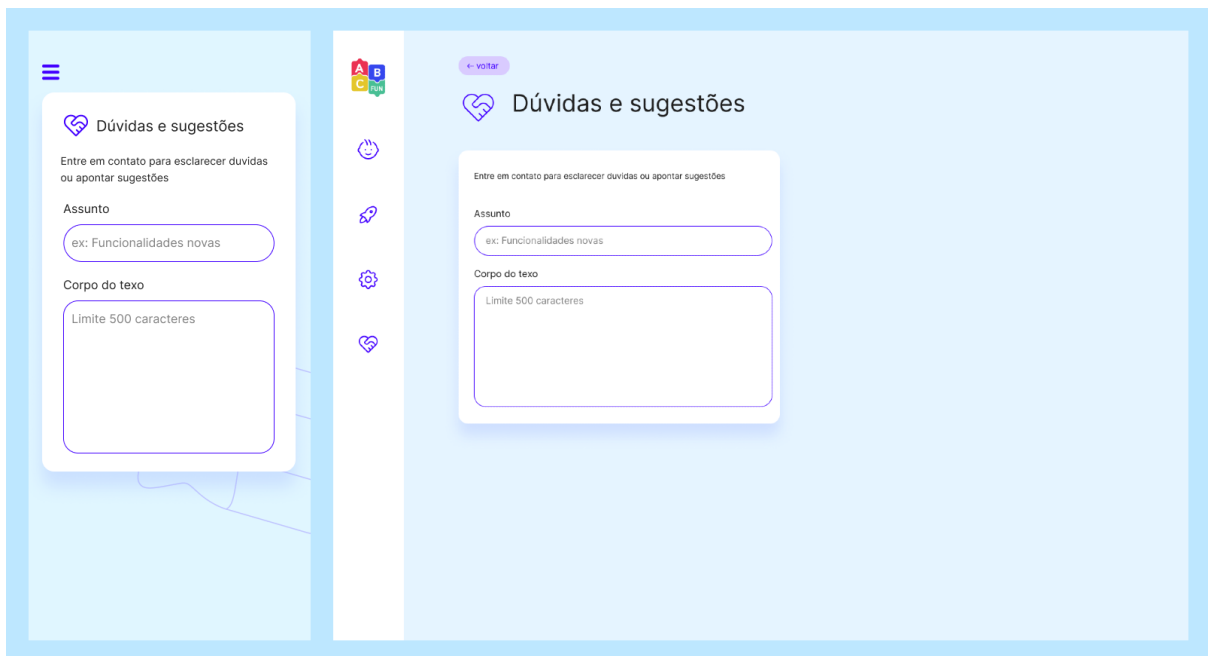 Dúvidas e sugestões
Entre em contato para esclarecer duvidas
ou apontar sugestões
Assunto
ex: Funcionalidades novas
Corpo do texo
Limite 500 caracteres
A
B
C
FUN
← voltar
Dúvidas e sugestões
Entre em contato para esclarecer duvidas ou apontar sugestões
Assunto
ex: Funcionalidades novas
Corpo do texo
Limite 500 caracteres